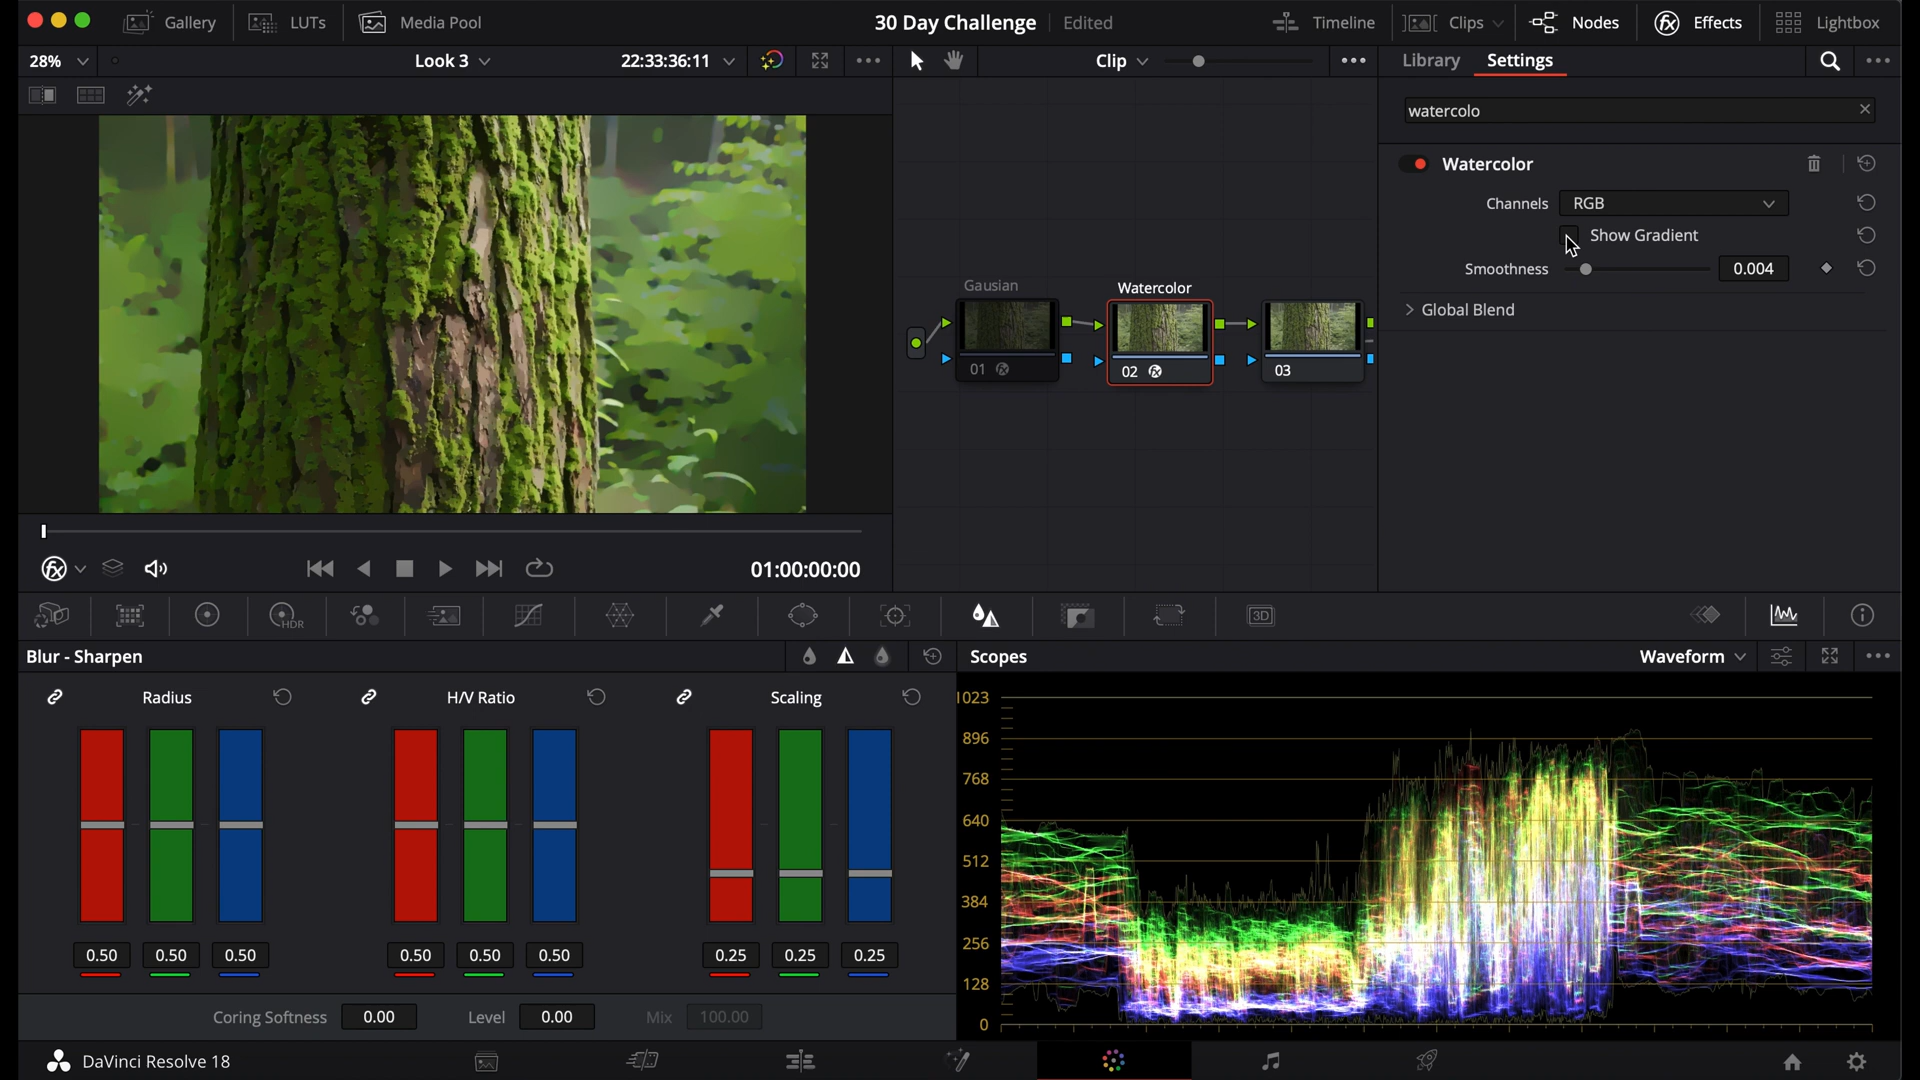 Gallery LUTs Media Pool 30 Day Challenge Edited Timeline Clips Nodes Effects Lightbox
28% Look 3 22:33:36:11 Clip Library Settings
watercolo
Watercolor
Channels RGB
Show Gradient
Smoothness 0.004
Global Blend
Gausian Watercolor
01 02 03
01:00:00:00
HDR 3D
Blur - Sharpen Scopes Waveform
Radius H/V Ratio Scaling
1023
896
768
640
512
384
256
128
0
0.50 0.50 0.50 0.50 0.50 0.50 0.25 0.25 0.25
Coring Softness 0.00 Level 0.00 Mix 100.00
DaVinci Resolve 18